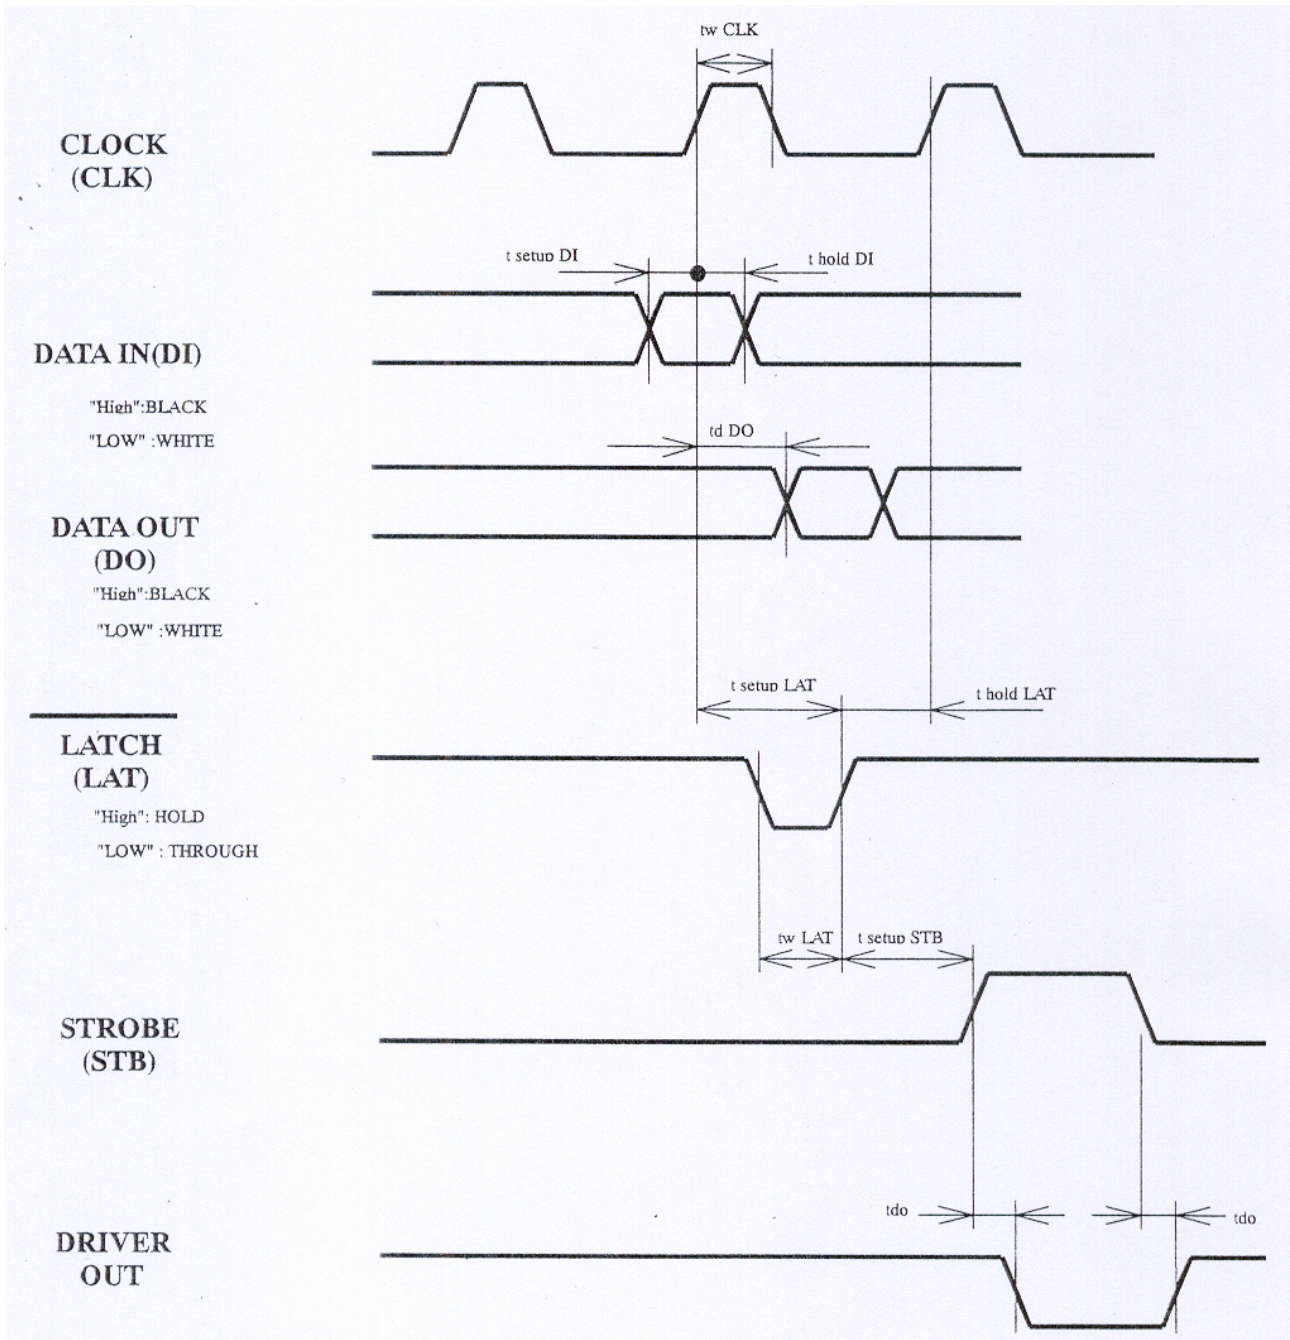 tw CLK
CLOCK
(CLK)
t setup DI
t hold DI
DATA IN(DI)
"High":BLACK
"LOW" :WHITE
td DO
DATA OUT
(DO)
"High":BLACK
"LOW" :WHITE
t setup LAT
t hold LAT
LATCH
(LAT)
"High": HOLD
"LOW" : THROUGH
tw LAT
t setup STB
STROBE
(STB)
tdo
tdo
DRIVER
OUT